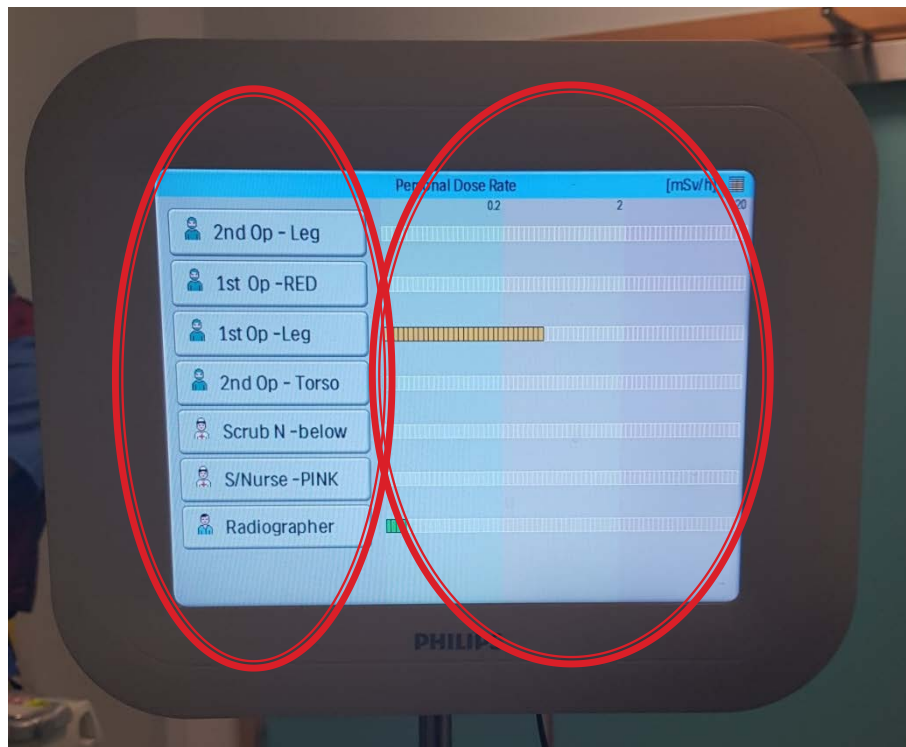 Personal Dose Rate [mSv/h]
0.2 2 20
2nd Op - Leg
1st Op -RED
1st Op -Leg
2nd Op - Torso
Scrub N -below
S/Nurse -PINK
Radiographer
PHILIPS